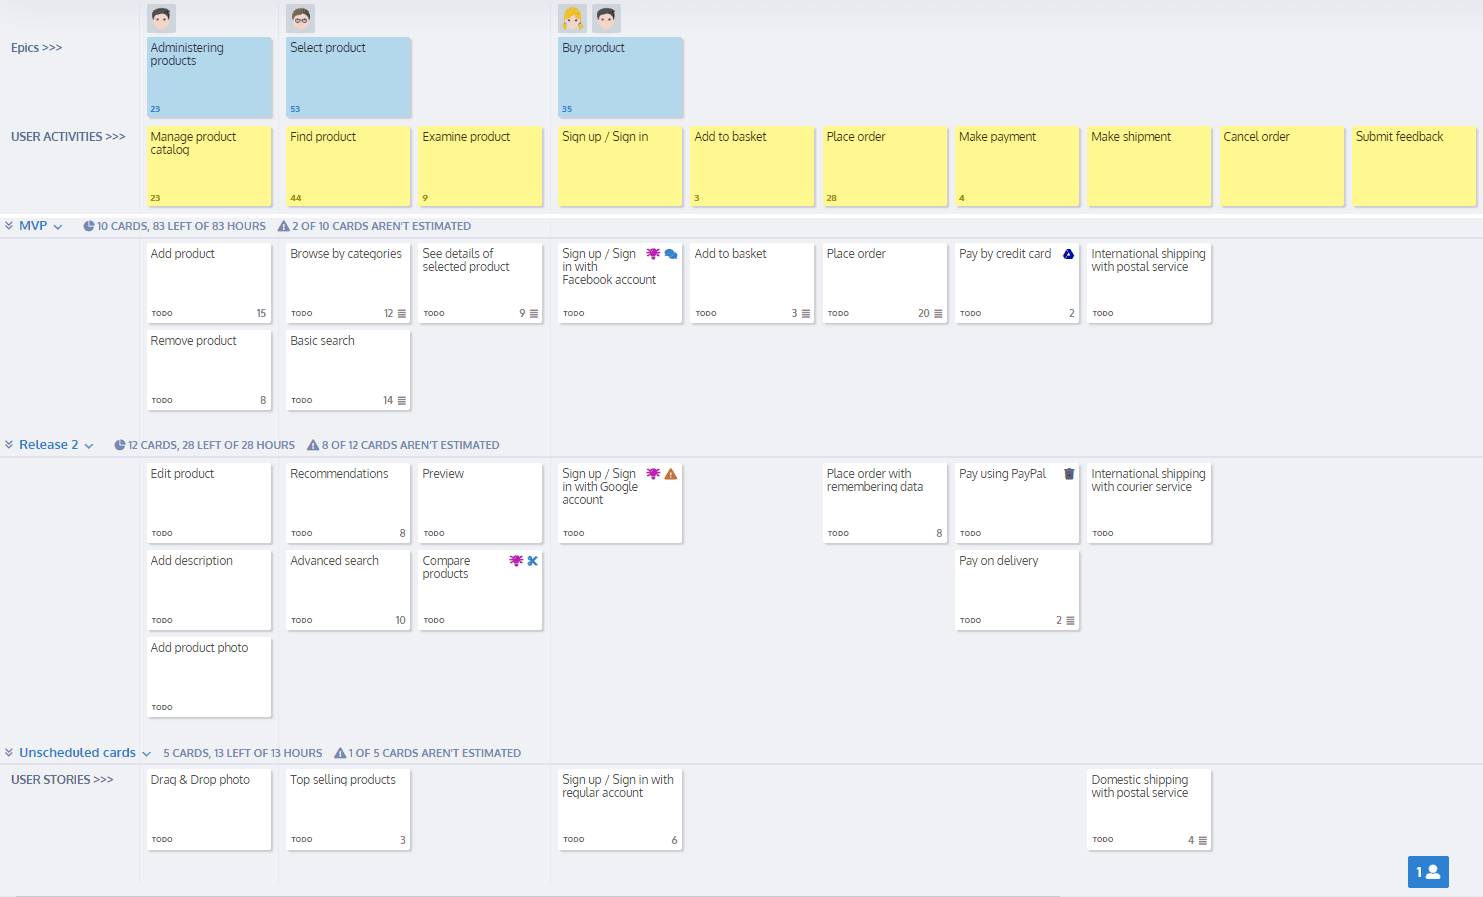 Epics >>>
Administering
products
23
Select product
53
Buy product
35
USER ACTIVITIES >>>
Manage product
catalog
23
Find product
44
Examine product
9
Sign up / Sign in
Add to basket
3
Place order
28
Make payment
4
Make shipment
Cancel order
Submit feedback
MVP 10 CARDS, 83 LEFT OF 83 HOURS 2 OF 10 CARDS AREN'T ESTIMATED
Add product
TODO 15
Browse by categories
TODO 12
See details of
selected product
TODO 9
Sign up / Sign
in with
Facebook account
TODO
Add to basket
TODO 3
Place order
TODO 20
Pay by credit card
TODO 2
International shipping
with postal service
TODO
Remove product
TODO 8
Basic search
TODO 14
Release 2 12 CARDS, 28 LEFT OF 28 HOURS 8 OF 12 CARDS AREN'T ESTIMATED
Edit product
TODO
Recommendations
TODO 8
Preview
TODO
Sign up / Sign
in with Google
account
TODO
Place order with
remembering data
TODO 8
Pay using PayPal
TODO
International shipping
with courier service
TODO
Add description
TODO
Advanced search
TODO 10
Compare
products
TODO
Pay on delivery
TODO 2
Add product photo
TODO
Unscheduled cards 5 CARDS, 13 LEFT OF 13 HOURS 1 OF 5 CARDS AREN'T ESTIMATED
USER STORIES >>>
Drag & Drop photo
TODO
Top selling products
TODO 3
Sign up / Sign in with
regular account
TODO 6
Domestic shipping
with postal service
TODO 4
1